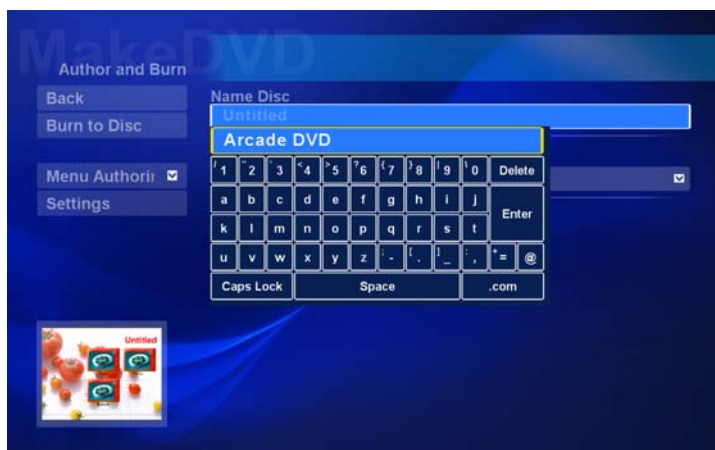 MakeDVD
Author and Burn
Back
Burn to Disc
Menu Authorir
Settings
Name Disc
Untitled
Arcade DVD
1 2 3 < 4 > 5 ? 6 { 7 } 8 | 9 \ 0 Delete
a b c d e f g h i j
Enter
k l m n o p q r s t
u v w x y z - [ . ] _ , = @
Caps Lock Space .com
Untitled